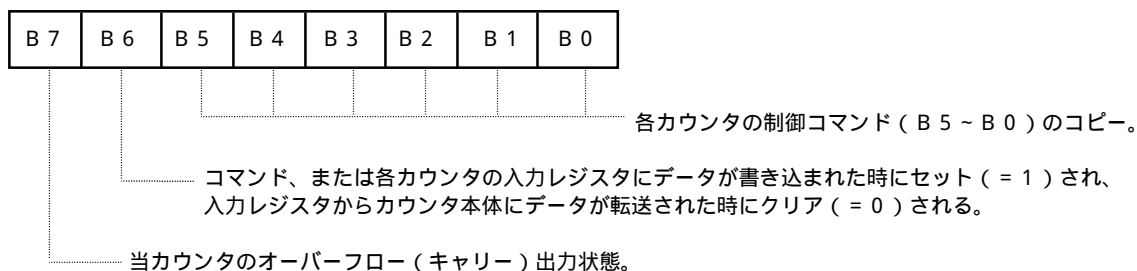 B7 B6 B5 B4 B3 B2 B1 B0
各カウンタの制御コマンド(B5~B0)のコピー。
コマンド、または各カウンタの入力レジスタにデータが書き込まれた時にセット(=1)され、
入力レジスタからカウンタ本体にデータが転送された時にクリア(=0)される。
当カウンタのオーバーフロー(キャリー)出力状態。